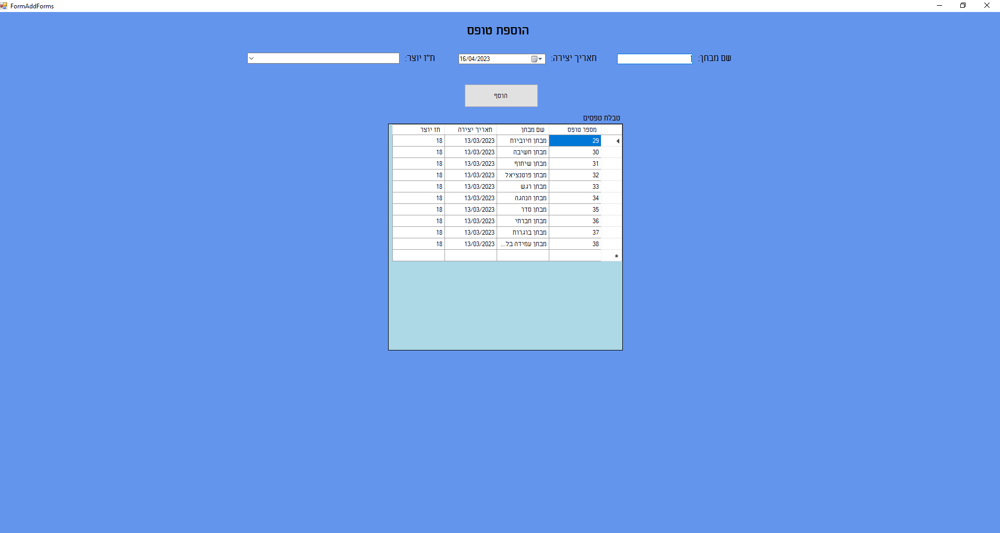 FormAddForms
הוספת טופס
שם מבחן: תאריך יצירה: 16/04/2023 ת"ז יוצר:
הוסף
טבלת טפסים
מספר טופס שם מבחן תאריך יצירה תז יוצר
29 מבחן חיוביות 13/03/2023 18
30 מבחן חשיבה 13/03/2023 18
31 מבחן שיתוף 13/03/2023 18
32 מבחן פוטנציאל 13/03/2023 18
33 מבחן רגש 13/03/2023 18
34 מבחן הנהגה 13/03/2023 18
35 מבחן סדר 13/03/2023 18
36 מבחן חברתי 13/03/2023 18
37 מבחן בוגרות 13/03/2023 18
38 מבחן עמידה בל... 13/03/2023 18